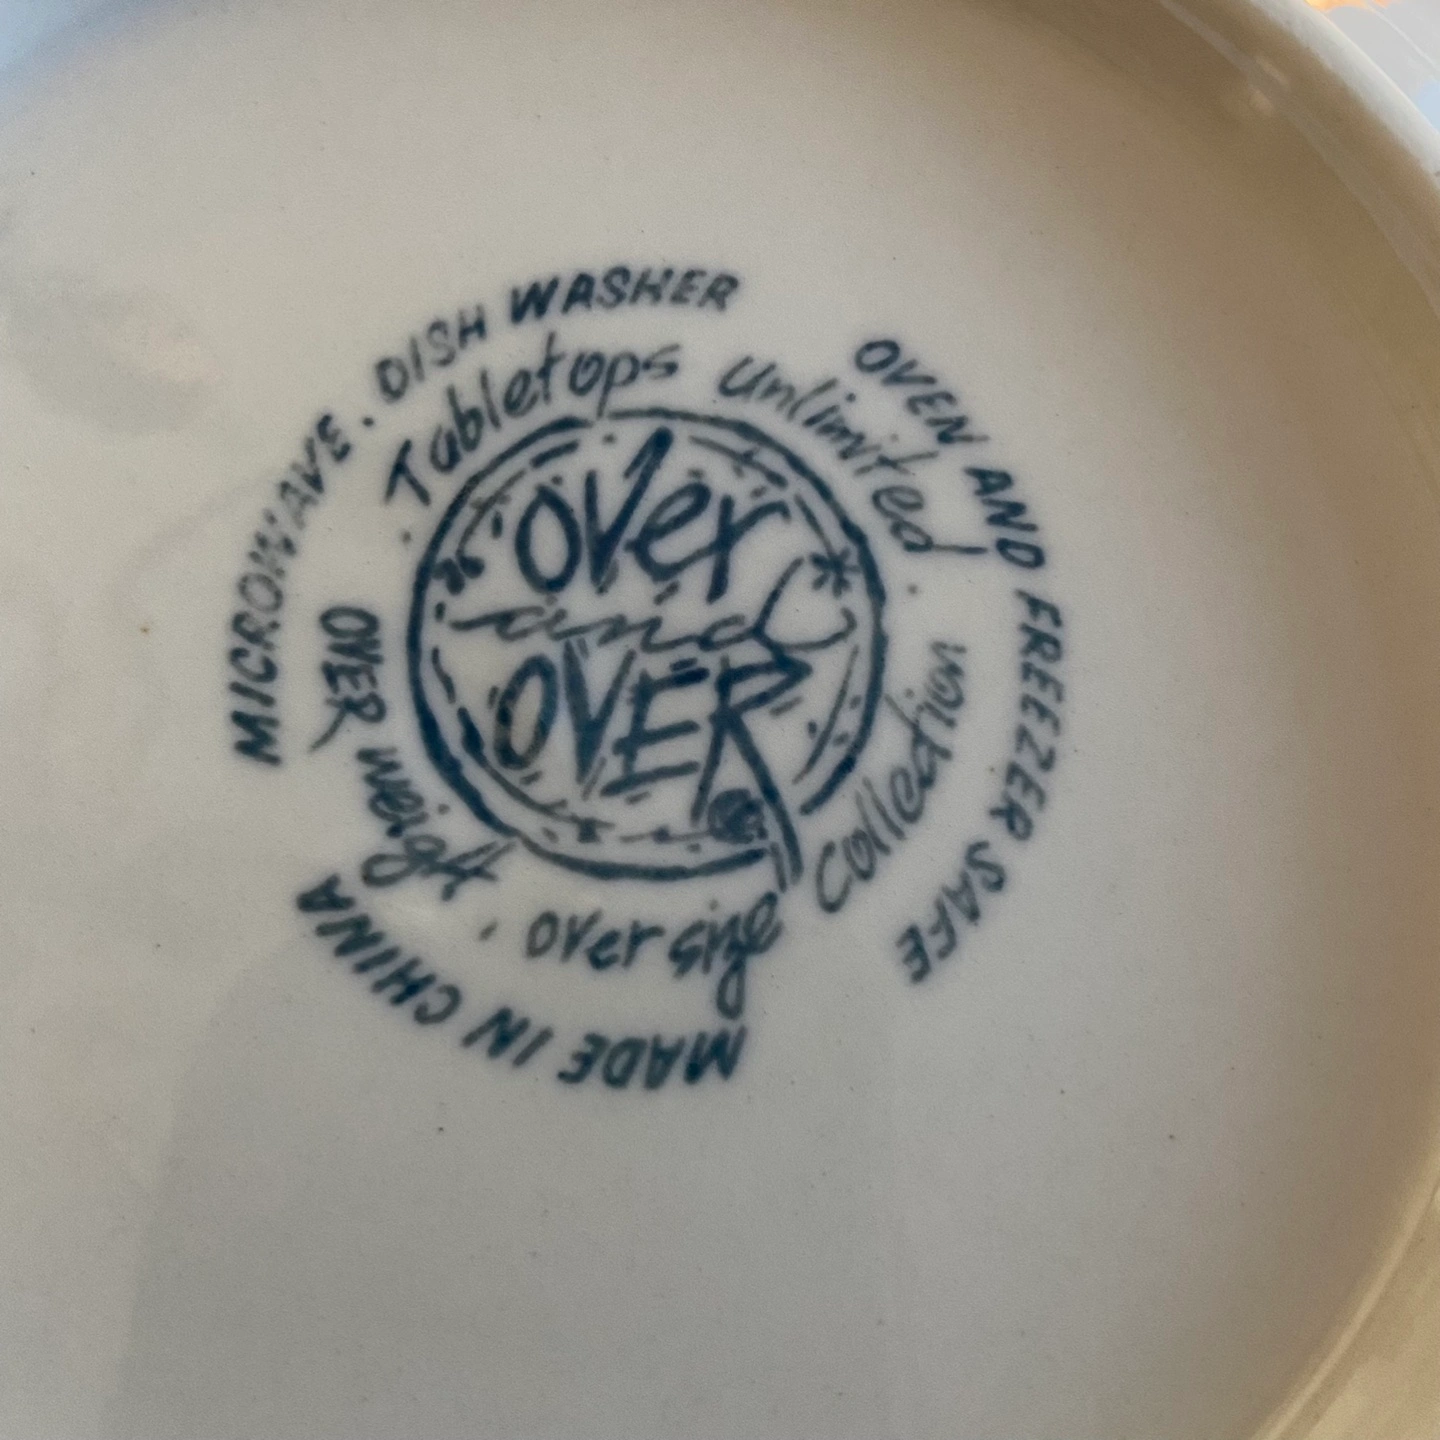 MICROWAVE. DISH WASHER
OVEN AND FREEZER SAFE
MADE IN CHINA
. Tabletops unlimited .
OVER weight . over size collection
over
and
OVER